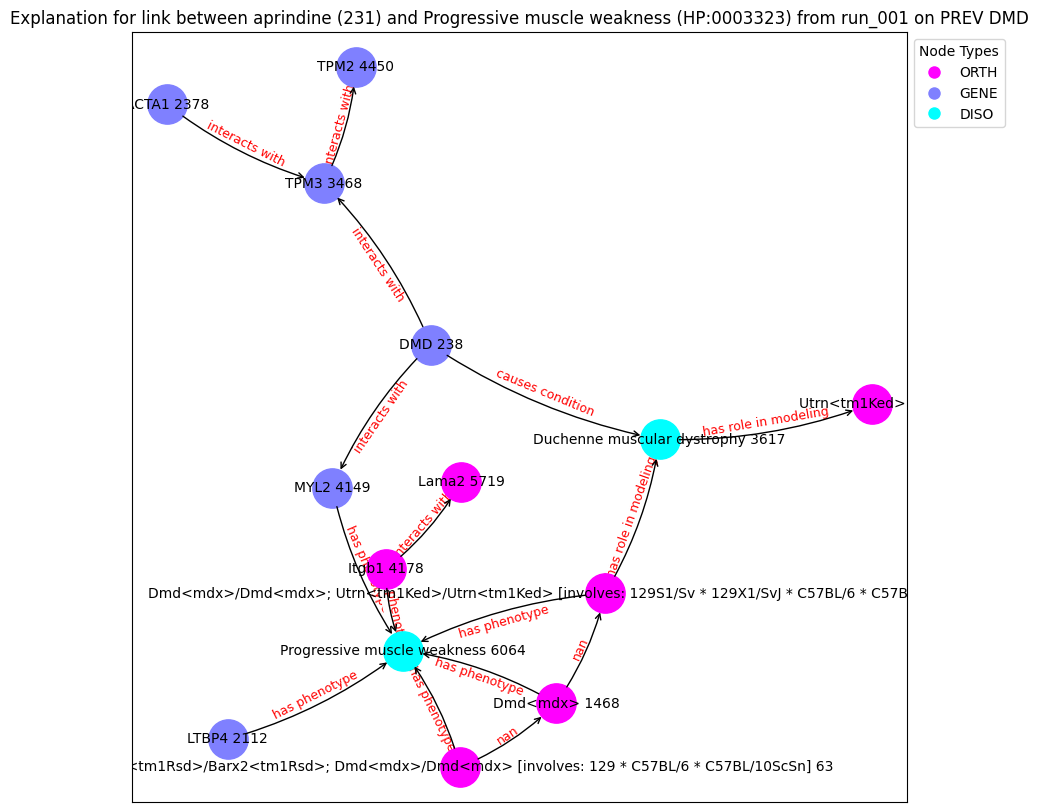 Explanation for link between aprindine (231) and Progressive muscle weakness (HP:0003323) from run_001 on PREV DMD
Node Types
ORTH
GENE
DISO
TPM2 4450
ACTA1 2378
interacts with
interacts with
TPM3 3468
interacts with
DMD 238
causes condition
interacts with
Utrn<tm1Ked>
has role in modeling
Duchenne muscular dystrophy 3617
MYL2 4149
Lama2 5719
interacts with
has role in modeling
has phenotype
Itgb1 4178
Dmd<mdx>/Dmd<mdx>; Utrn<tm1Ked>/Utrn<tm1Ked> [involves: 129S1/Sv * 129X1/SvJ * C57BL/6 * C57B
has phenotype
has phenotype
Progressive muscle weakness 6064
nan
has phenotype
has phenotype
has phenotype
Dmd<mdx> 1468
LTBP4 2112
nan
<tm1Rsd>/Barx2<tm1Rsd>; Dmd<mdx>/Dmd<mdx> [involves: 129 * C57BL/6 * C57BL/10ScSn] 63